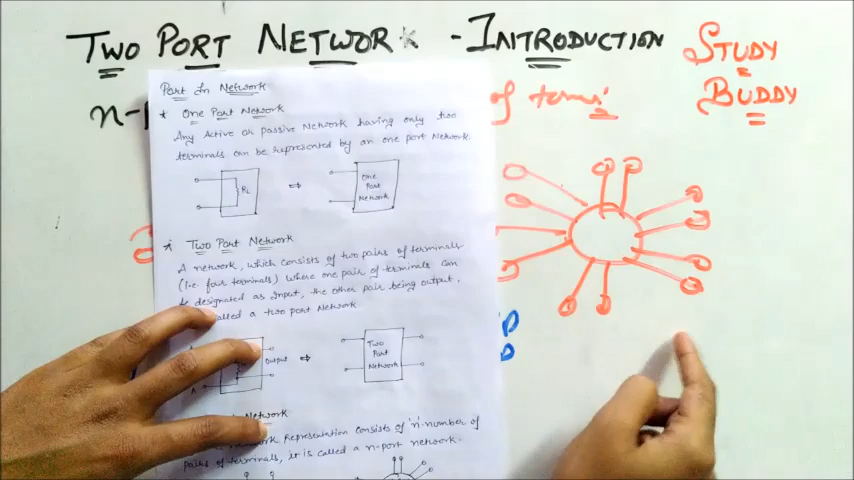 TWO PORT NETWORK - INTRODUCTION
STUDY
BUDDY
n-
of terms
Port In Network
* One Port Network
Any Active or passive Network having only two
terminals can be represented by an one port Network.
RL
⇨
One
Port
Network
* Two Port Network
A network, which consists of two pairs of terminals
(i.e. four terminals) where one pair of terminals can
designated as input, the other pair being output,
called a two port Network.
Output
⇨
Two
Port
Network
Network
Representation consists of 'n' number of
pairs of terminals, it is called a n-port network.